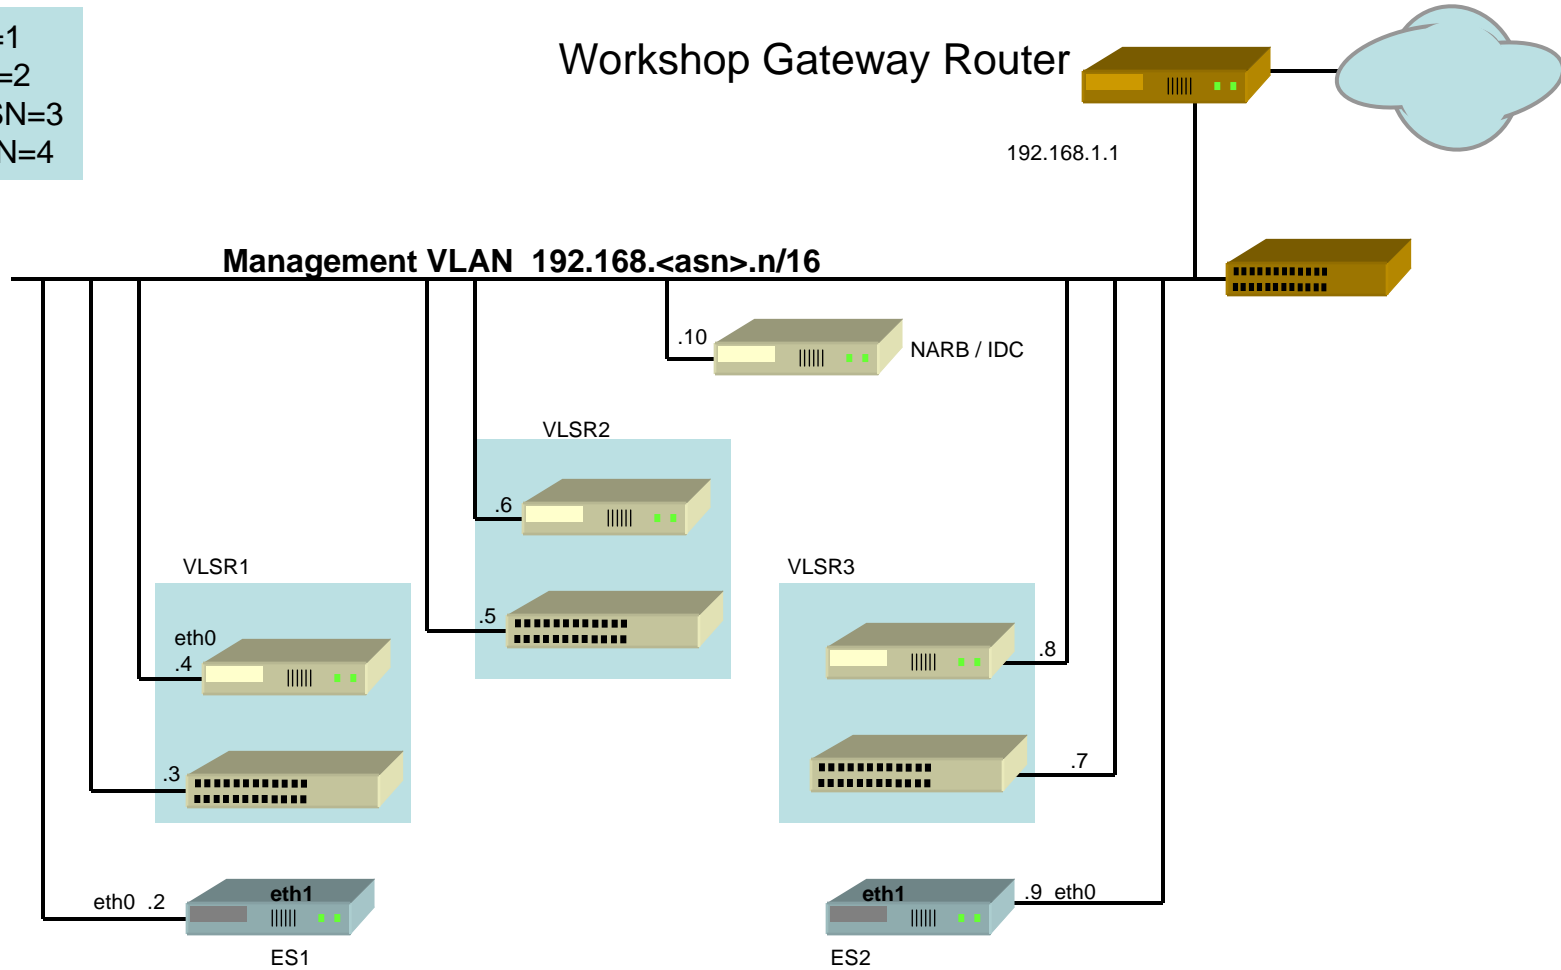 =1
=2
SN=3
N=4
Workshop Gateway Router
192.168.1.1
Management VLAN 192.168.<asn>.n/16
.10
NARB / IDC
VLSR2
.6
.5
VLSR1
eth0
.4
.3
VLSR3
.8
.7
eth0 .2
eth1
ES1
eth1
.9 eth0
ES2